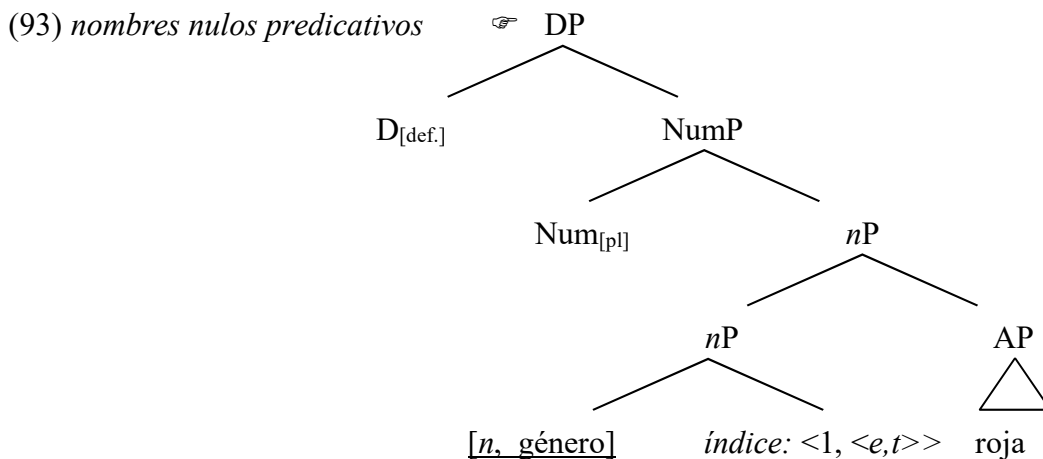 (93) nombres nulos predicativos ☞ DP
D[def.] NumP
Num[pl] nP
nP AP
[n, género] índice: <1, <e,t>> roja